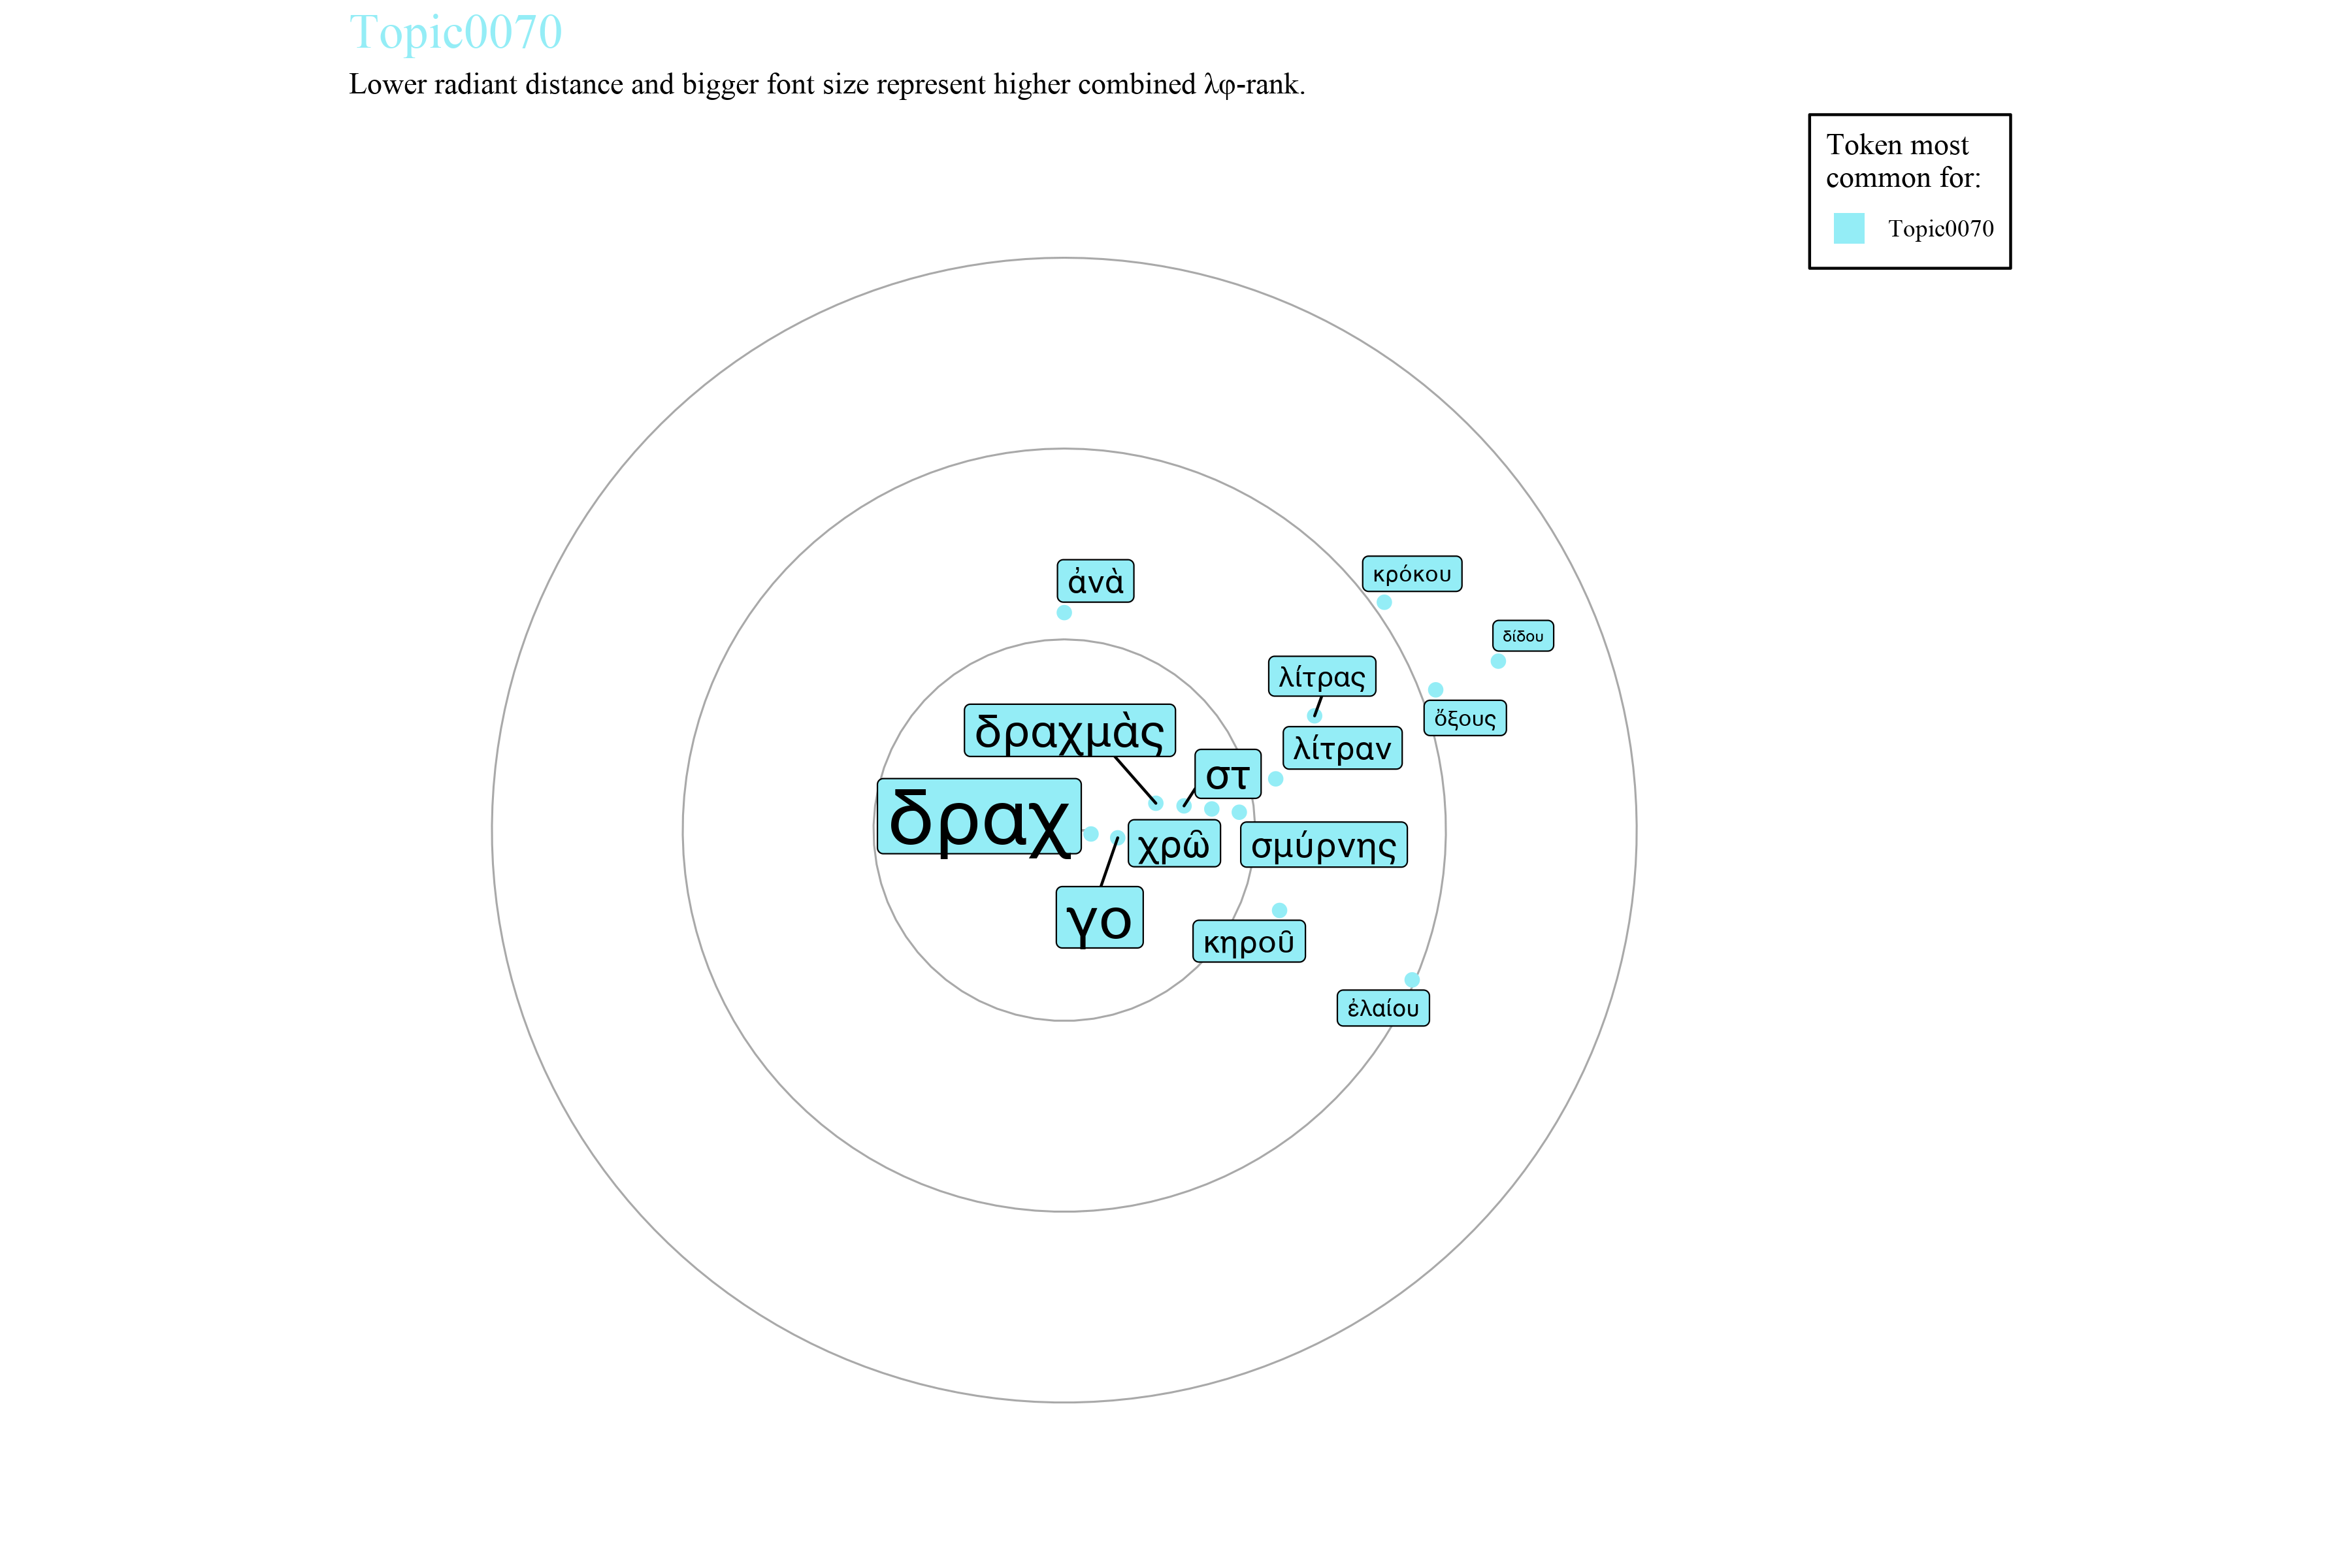 Topic0070
Lower radiant distance and bigger font size represent higher combined λφ-rank.
Token most
common for:
Topic0070
ἀνὰ
κρόκου
δίδου
λίτρας
ὄξους
δραχμὰς
λίτραν
στ
δραχ
χρῶ
σμύρνης
γο
κηροῦ
ἐλαίου